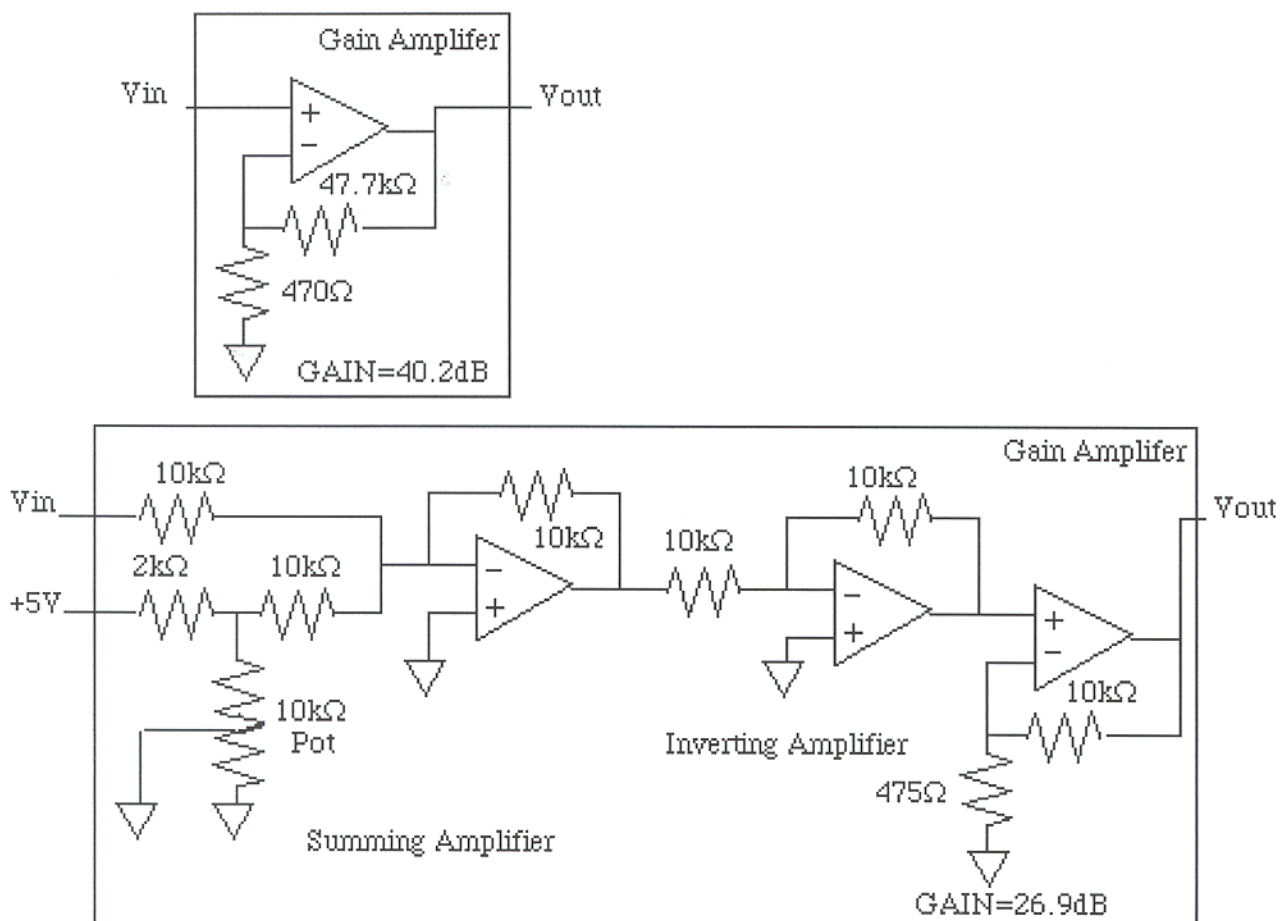 Gain Amplifer
Vin
Vout
+
−
47.7kΩ
470Ω
GAIN=40.2dB
Gain Amplifer
10kΩ
10kΩ
Vin
Vout
10kΩ
10kΩ
2kΩ
10kΩ
+5V
−
+
−
+
+
−
10kΩ
10kΩ
Pot
Inverting Amplifier
475Ω
Summing Amplifier
GAIN=26.9dB